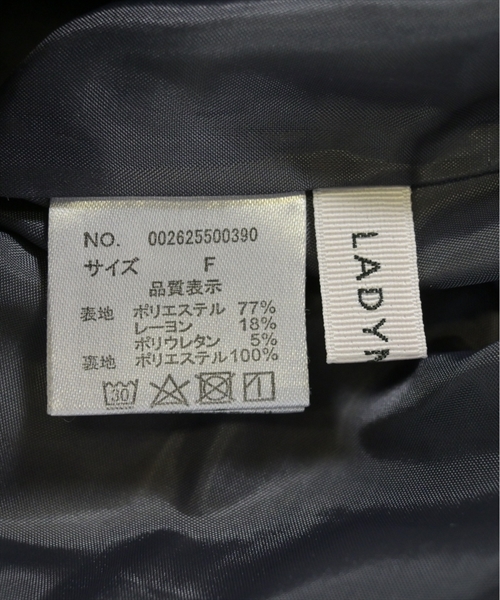 NO. 002625500390
サイズ F
品質表示
表地 ポリエステル 77%
レーヨン 18%
ポリウレタン 5%
裏地 ポリエステル100%
30
LADY